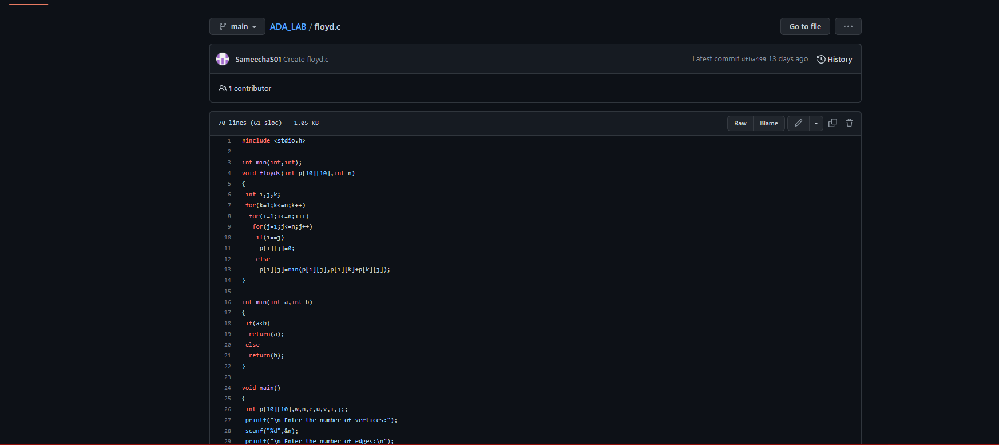 main
ADA_LAB / floyd.c
Go to file
...
SameechaS01 Create floyd.c
Latest commit dfba499 13 days ago
History
1 contributor
70 lines (61 sloc)
1.05 KB
Raw
Blame
1 #include <stdio.h>
2
3 int min(int,int);
4 void floyds(int p[10][10],int n)
5 {
6 int i,j,k;
7 for(k=1;k<=n;k++)
8 for(i=1;i<=n;i++)
9 for(j=1;j<=n;j++)
10 if(i==j)
11 p[i][j]=0;
12 else
13 p[i][j]=min(p[i][j],p[i][k]+p[k][j]);
14 }
15
16 int min(int a,int b)
17 {
18 if(a<b)
19 return(a);
20 else
21 return(b);
22 }
23
24 void main()
25 {
26 int p[10][10],w,n,e,u,v,i,j;;
27 printf("\n Enter the number of vertices:");
28 scanf("%d",&n);
29 printf("\n Enter the number of edges:\n");